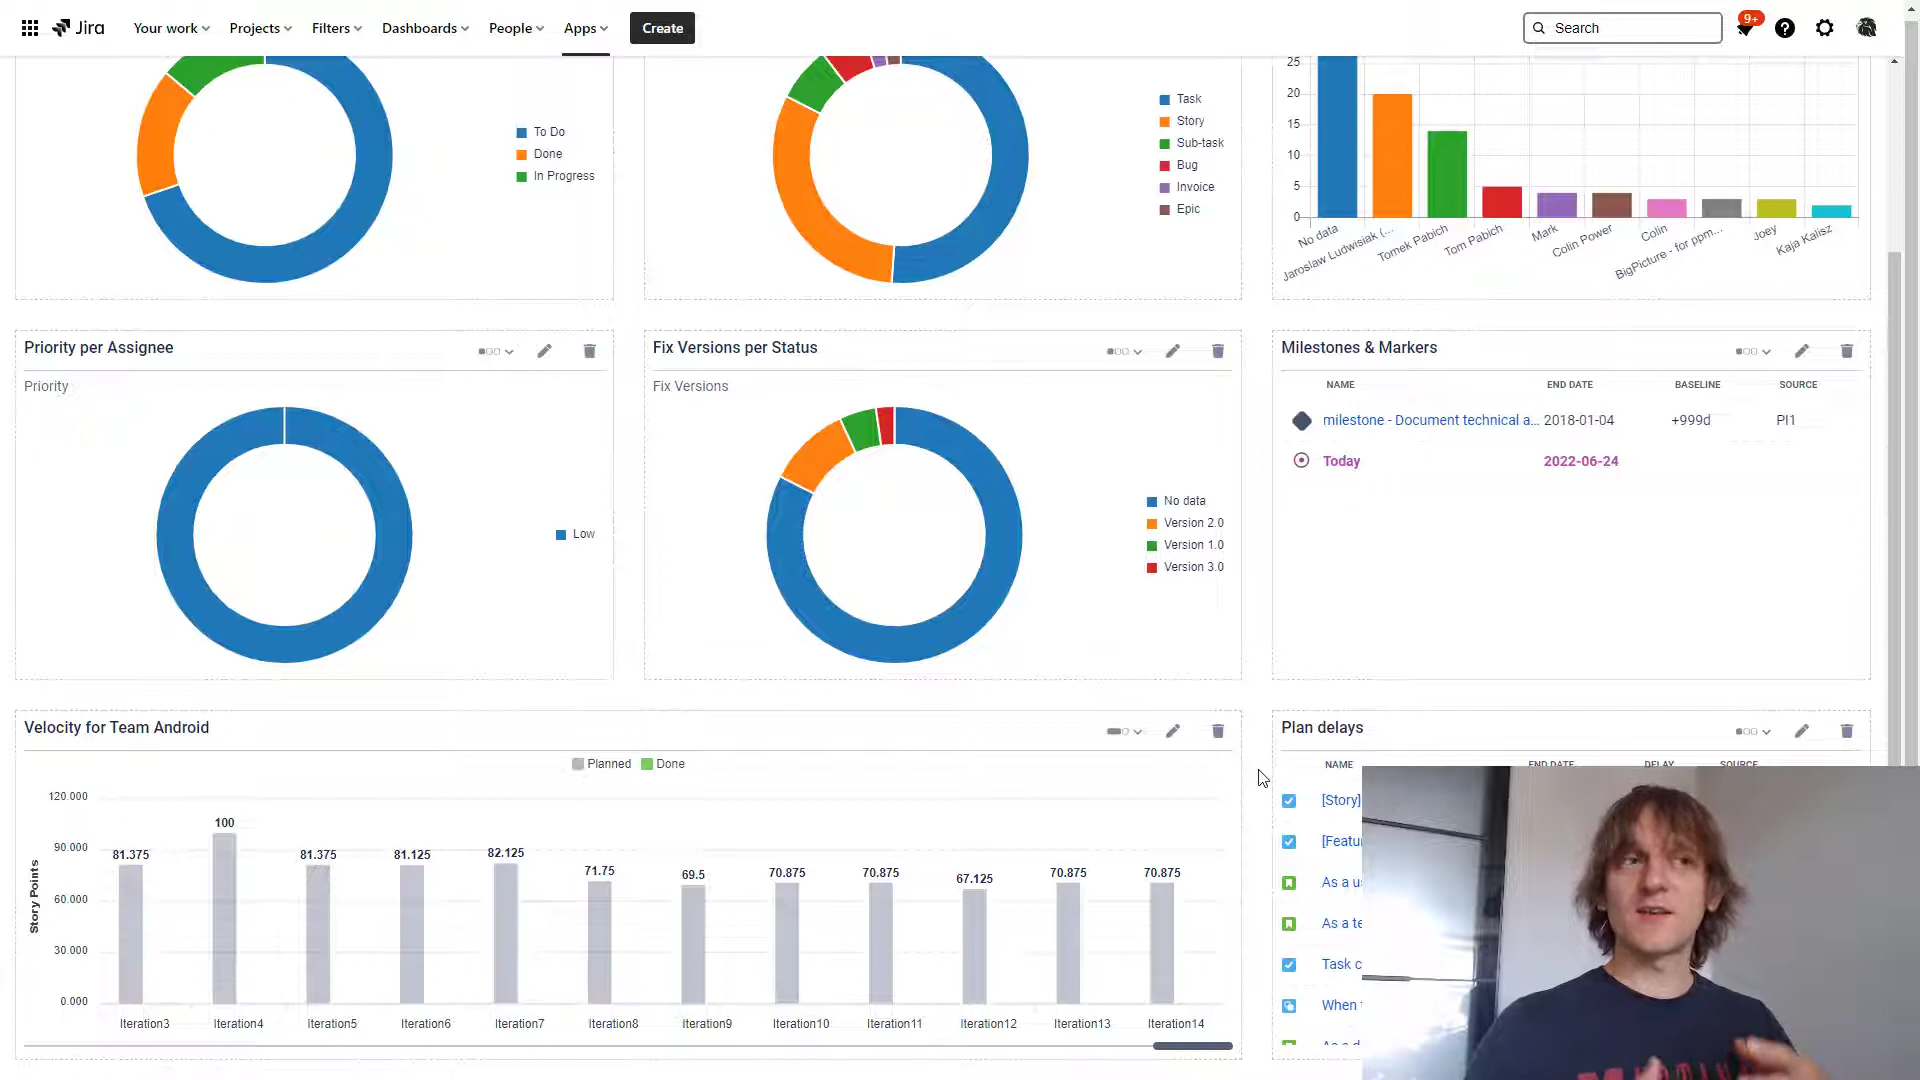 Jira
Your work
Projects
Filters
Dashboards
People
Apps
Create
Search
9+
To Do
Done
In Progress
Task
Story
Sub-task
Bug
Invoice
Epic
25
20
15
10
5
0
No data
Jaroslaw Ludwisiak (...
Tomek Pabich
Tom Pabich
Mark
Colin Power
Colin
BigPicture - for ppm...
Joey
Kaja Kalisz
Priority per Assignee
Priority
Low
Fix Versions per Status
Fix Versions
No data
Version 2.0
Version 1.0
Version 3.0
Milestones & Markers
NAME END DATE BASELINE SOURCE
milestone - Document technical a... 2018-01-04 +999d PI1
Today 2022-06-24
Velocity for Team Android
Planned Done
Story Points
120.000
90.000
60.000
30.000
0.000
81.375
100
81.375
81.125
82.125
71.75
69.5
70.875
70.875
67.125
70.875
70.875
Iteration3
Iteration4
Iteration5
Iteration6
Iteration7
Iteration8
Iteration9
Iteration10
Iteration11
Iteration12
Iteration13
Iteration14
Plan delays
NAME END DATE DELAY SOURCE
[Story]
[Featu
As a u
As a te
Task c
When